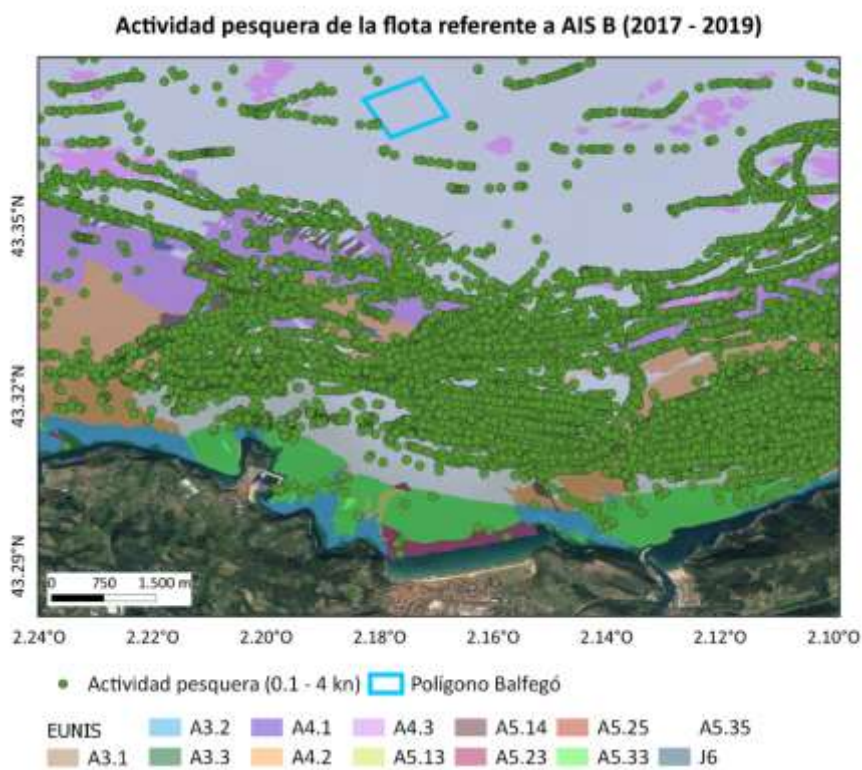 Actividad pesquera de la flota referente a AIS B (2017 - 2019)
43.35°N
43.32°N
43.29°N
0 750 1.500 m
2.24°O 2.22°O 2.20°O 2.18°O 2.16°O 2.14°O 2.12°O 2.10°O
Actividad pesquera (0.1 - 4 kn) Polígono Balfegó
EUNIS A3.2 A4.1 A4.3 A5.14 A5.25 A5.35
A3.1 A3.3 A4.2 A5.13 A5.23 A5.33 J6